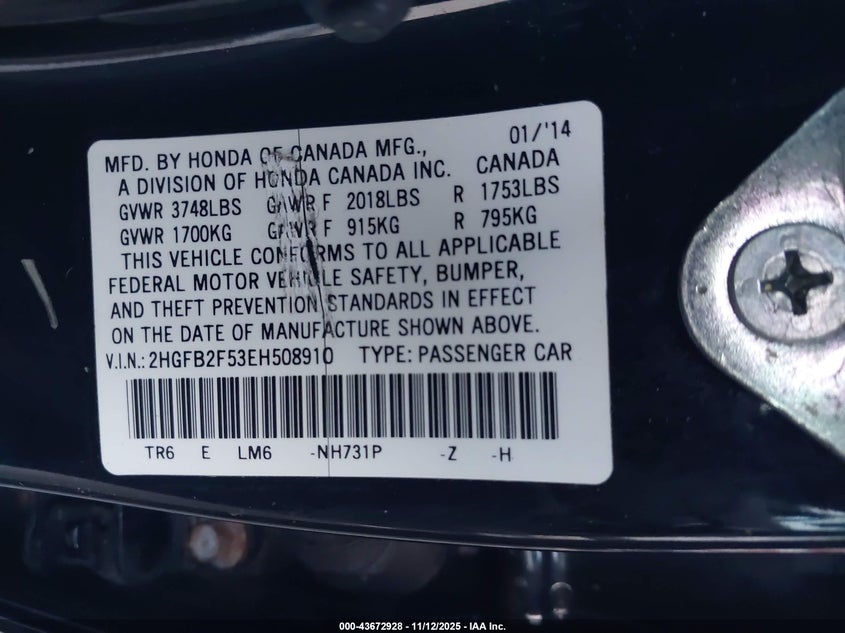 01/'14
MFD. BY HONDA OF CANADA MFG.,
A DIVISION OF HONDA CANADA INC. CANADA
GVWR 3748LBS GAWR F 2018LBS R 1753LBS
GVWR 1700KG GAWR F 915KG R 795KG
THIS VEHICLE CONFORMS TO ALL APPLICABLE
FEDERAL MOTOR VEHICLE SAFETY, BUMPER,
AND THEFT PREVENTION STANDARDS IN EFFECT
ON THE DATE OF MANUFACTURE SHOWN ABOVE.
V.I.N.: 2HGFB2F53EH508910 TYPE: PASSENGER CAR
TR6 E LM6 -NH731P -Z -H
000-43672928 - 11/12/2025 - IAA Inc.